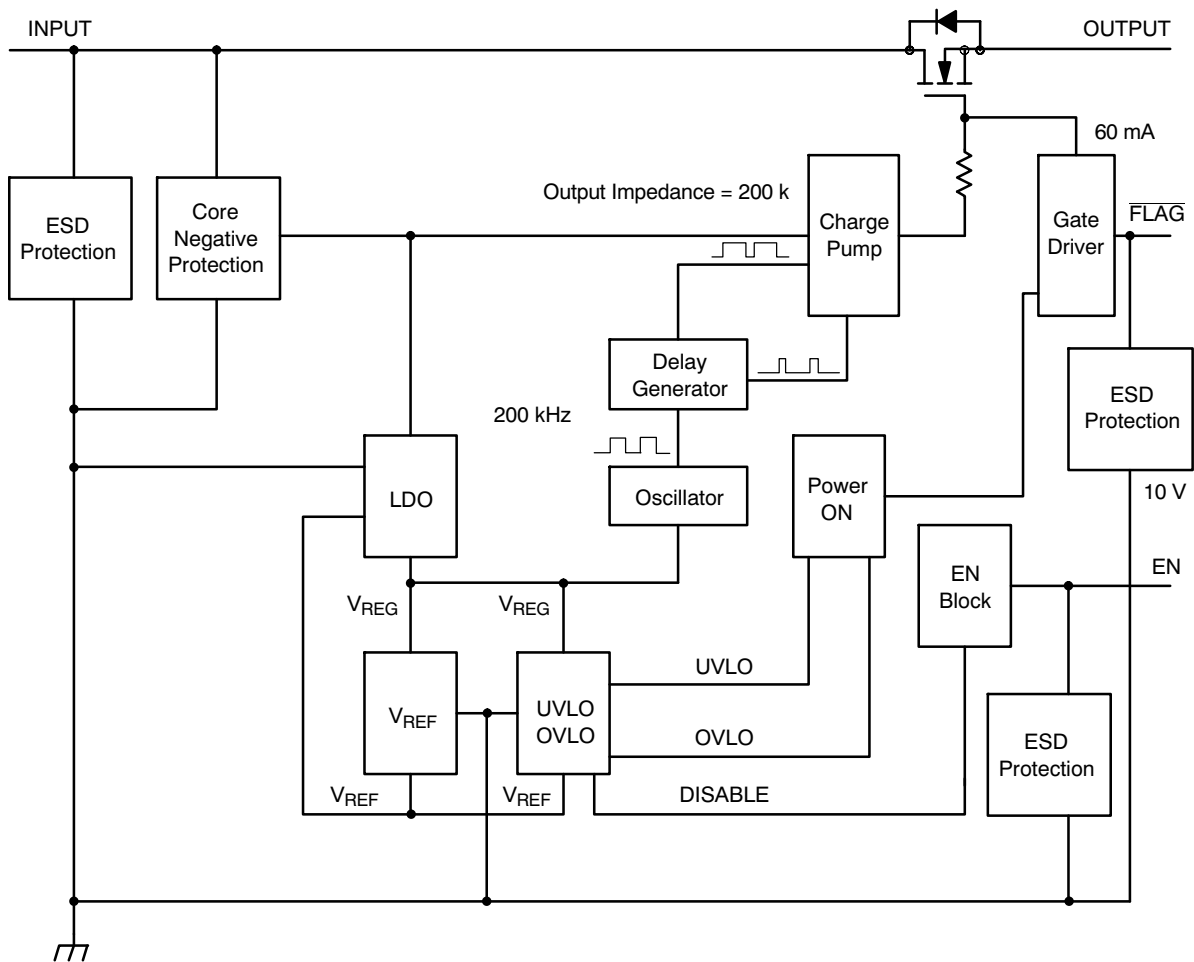 INPUT
OUTPUT
60 mA
ESD
Protection
Core
Negative
Protection
Output Impedance = 200 k
Charge
Pump
Gate
Driver
FLAG
Delay
Generator
ESD
Protection
200 kHz
LDO
Oscillator
Power
ON
10 V
EN
Block
EN
VREG
VREG
UVLO
VREF
UVLO
OVLO
OVLO
ESD
Protection
VREF
VREF
DISABLE